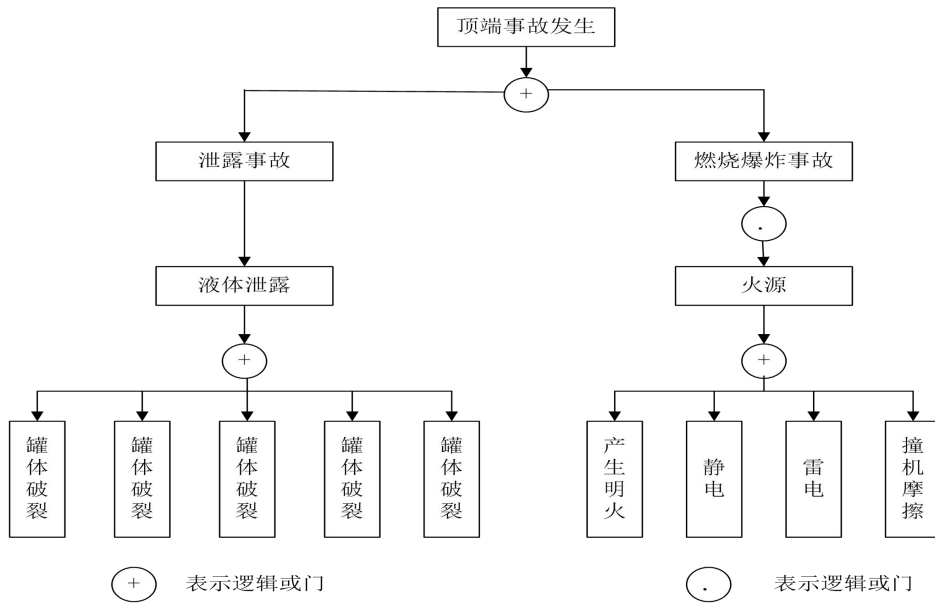 顶端事故发生
+
泄露事故
燃烧爆炸事故
.
液体泄露
火源
+
+
罐体破裂
罐体破裂
罐体破裂
罐体破裂
罐体破裂
产生明火
静电
雷电
撞机摩擦
+ 表示逻辑或门
. 表示逻辑或门